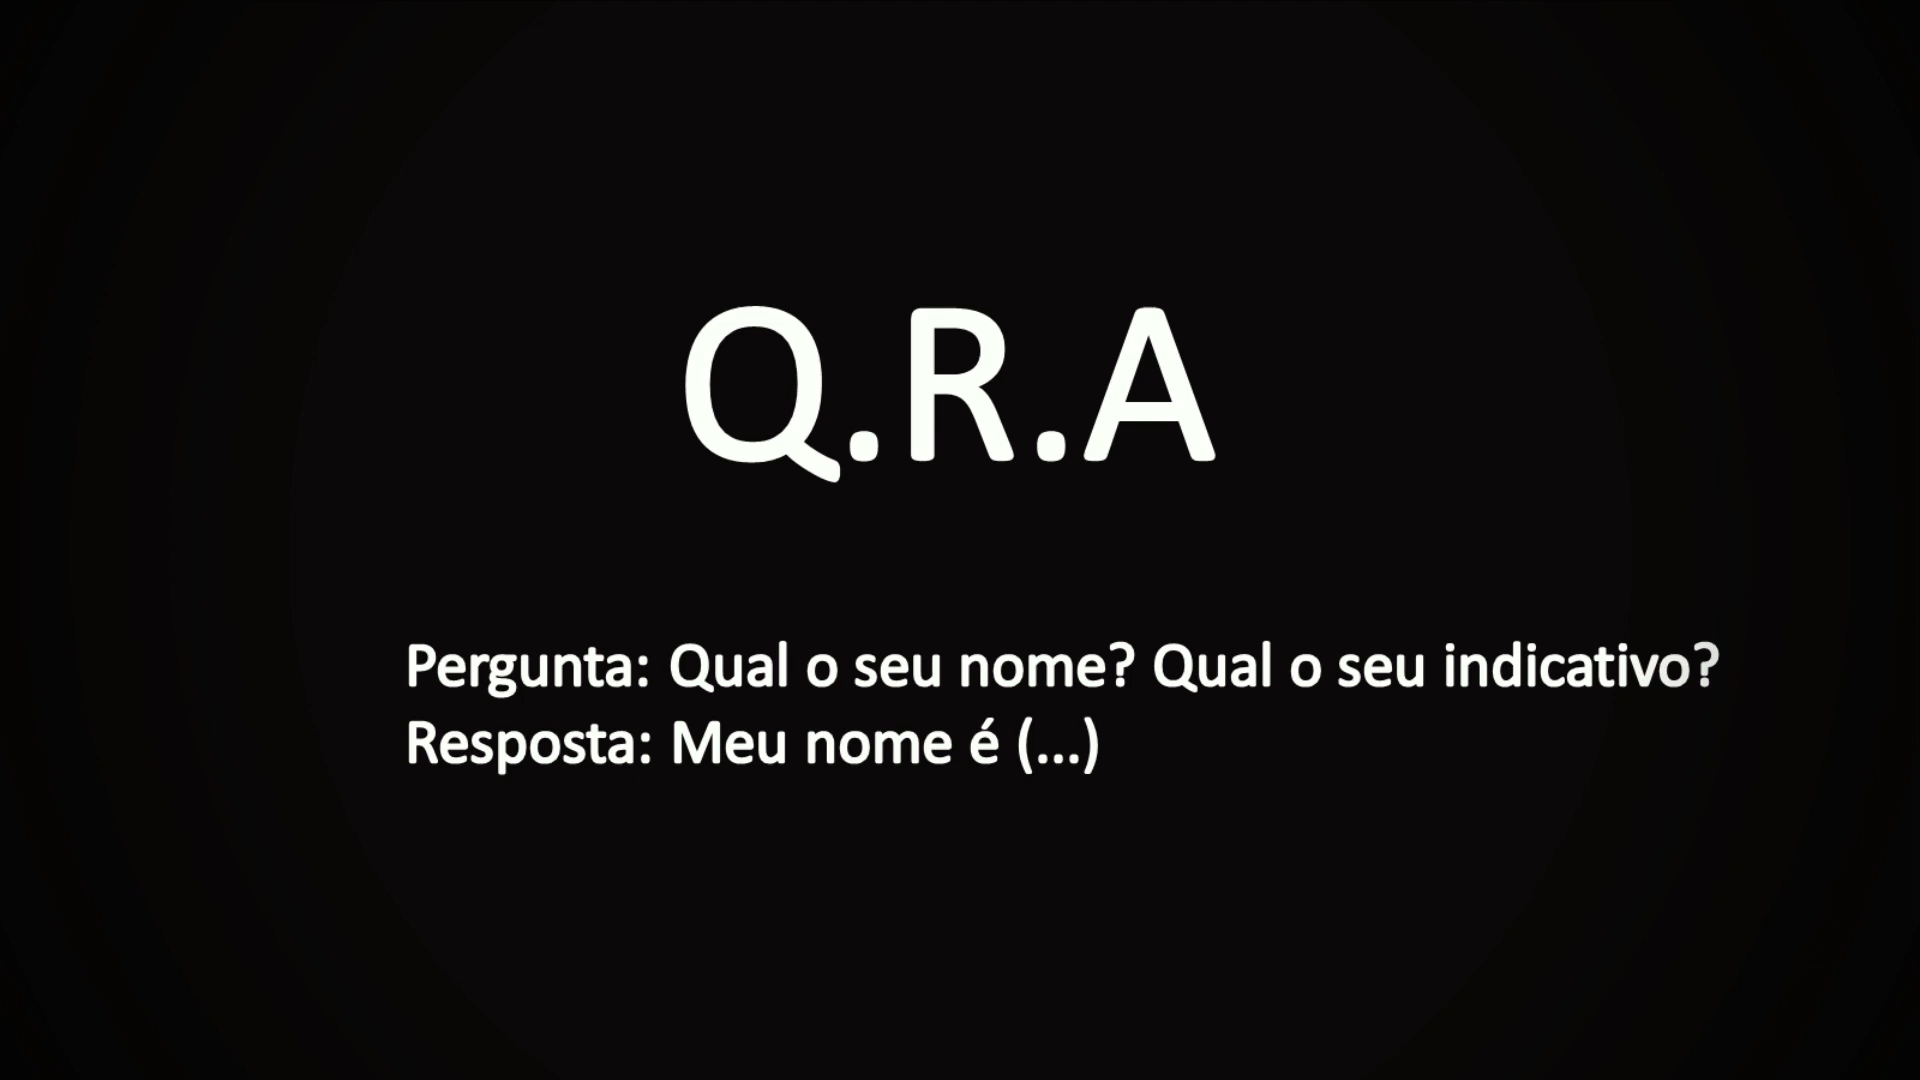 Q.R.A
Pergunta: Qual o seu nome? Qual o seu indicativo?
Resposta: Meu nome é (...)